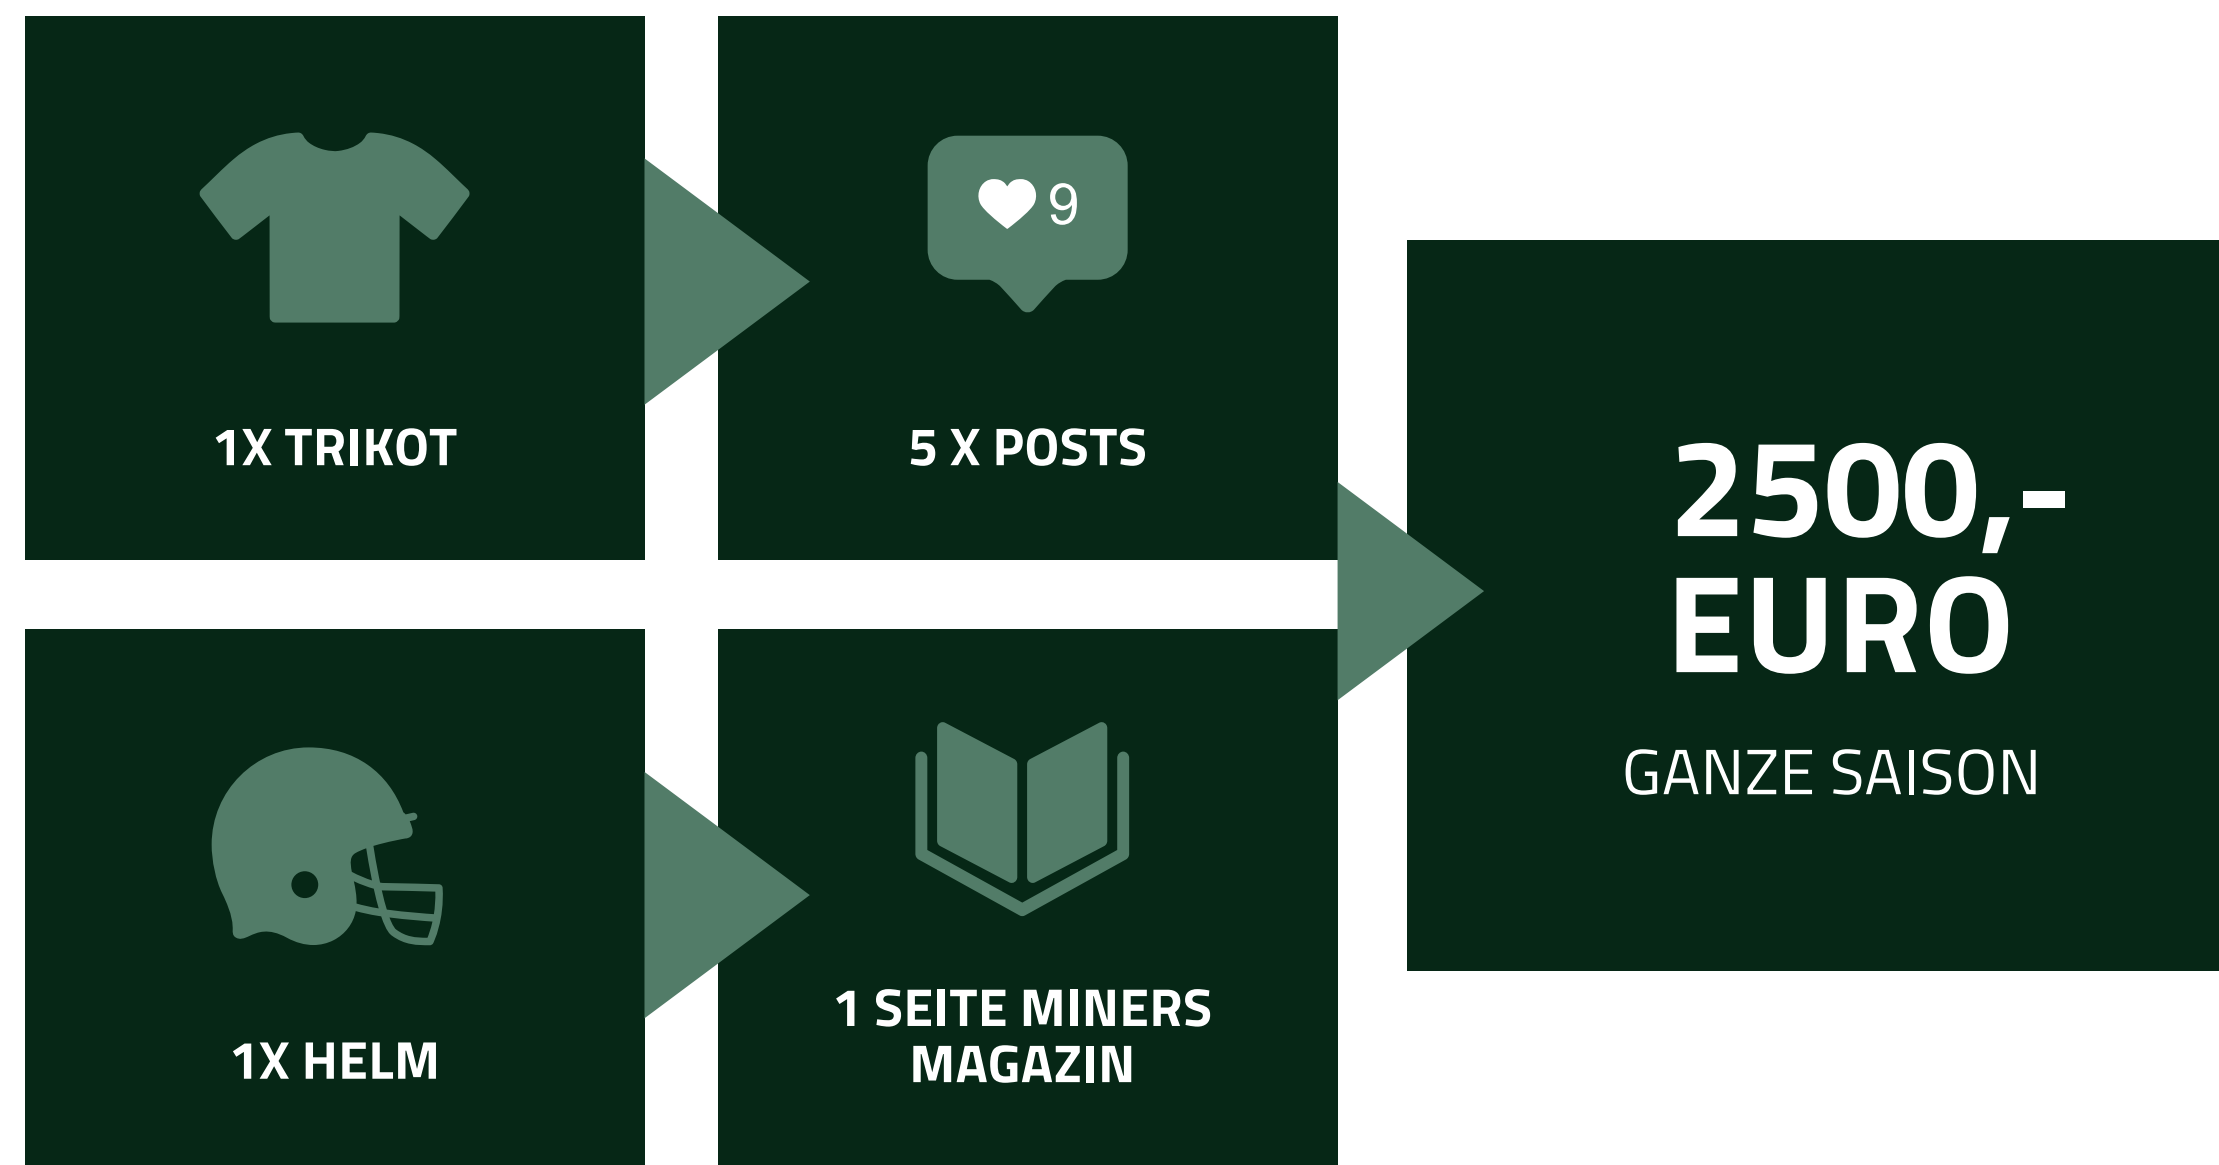 9
1X TRIKOT
5 X POSTS
1X HELM
1 SEITE MINERS
MAGAZIN
2500,-
EURO
GANZE SAISON